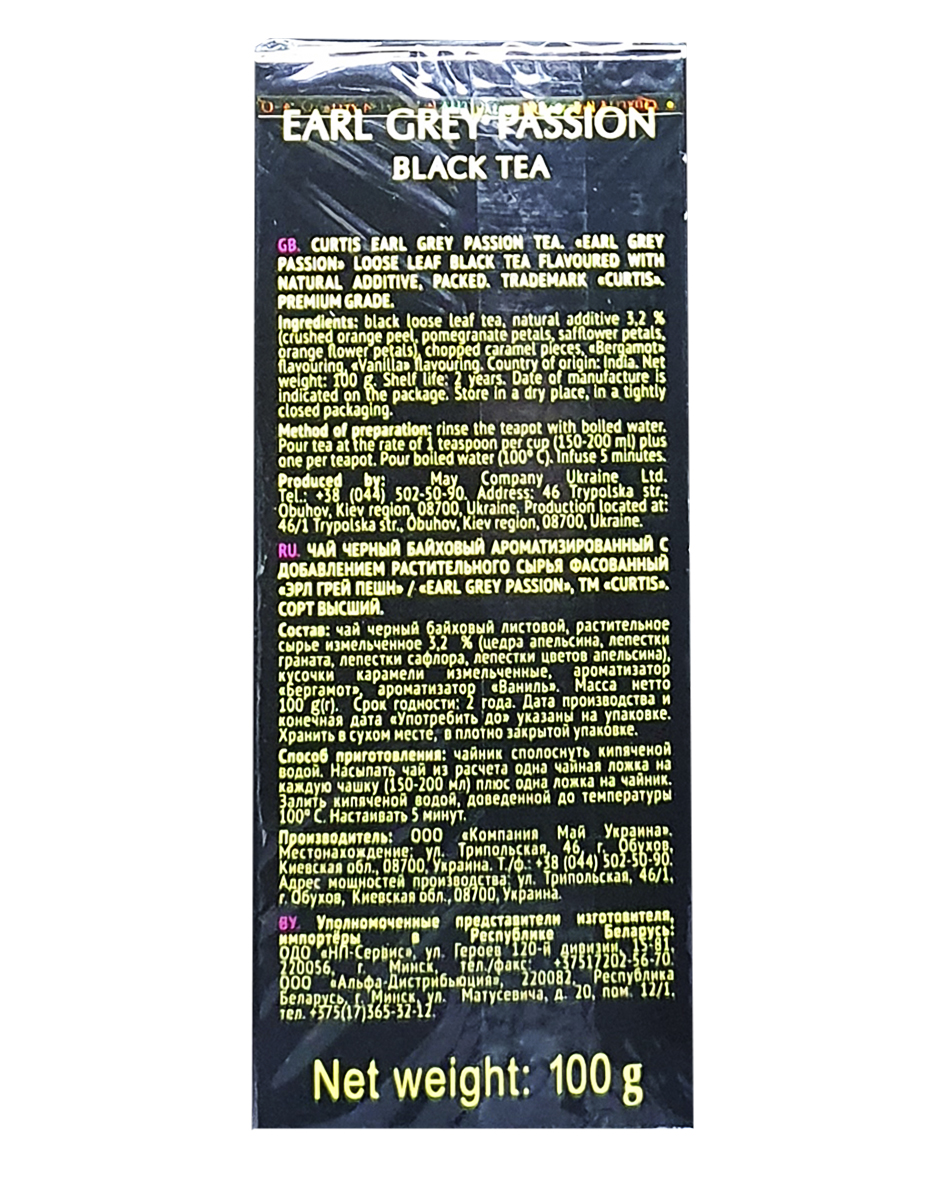 EARL GREY PASSION
BLACK TEA
GB. CURTIS EARL GREY PASSION TEA. «EARL GREY
PASSION» LOOSE LEAF BLACK TEA FLAVOURED WITH
NATURAL ADDITIVE, PACKED. TRADEMARK «CURTIS».
PREMIUM GRADE.
Ingredients: black loose leaf tea, natural additive 3,2 %
(crushed orange peel, pomegranate petals, safflower petals,
orange flower petals), chopped caramel pieces, «Bergamot»
flavouring, «Vanilla» flavouring. Country of origin: India. Net
weight: 100 g. Shelf life: 2 years. Date of manufacture is
indicated on the package. Store in a dry place, in a tightly
closed packaging.
Method of preparation: rinse the teapot with boiled water.
Pour tea at the rate of 1 teaspoon per cup (150-200 ml) plus
one per teapot. Pour boiled water (100° C). Infuse 5 minutes.
Produced by: May Company Ukraine Ltd.
Tel.: +38 (044) 502-50-90. Address: 46 Trypolska str.,
Obuhov, Kiev region, 08700, Ukraine, Production located at:
46/1 Trypolska str., Obuhov, Kiev region, 08700, Ukraine.
RU. ЧАЙ ЧЕРНЫЙ БАЙХОВЫЙ АРОМАТИЗИРОВАННЫЙ С
ДОБАВЛЕНИЕМ РАСТИТЕЛЬНОГО СЫРЬЯ ФАСОВАННЫЙ
«ЭРЛ ГРЕЙ ПЕШН» / «EARL GREY PASSION», ТМ «CURTIS».
СОРТ ВЫСШИЙ.
Состав: чай черный байховый листовой, растительное
сырье измельченное 3,2 % (цедра апельсина, лепестки
граната, лепестки сафлора, лепестки цветов апельсина),
кусочки карамели измельченные, ароматизатор
«Бергамот», ароматизатор «Ваниль». Масса нетто
100 g(г). Срок годности: 2 года. Дата производства и
конечная дата «Употребить до» указаны на упаковке.
Хранить в сухом месте, в плотно закрытой упаковке.
Способ приготовления: чайник сполоснуть кипяченой
водой. Насыпать чай из расчета одна чайная ложка на
каждую чашку (150-200 мл) плюс одна ложка на чайник.
Залить кипяченой водой, доведенной до температуры
100° С. Настаивать 5 минут.
Производитель: ООО «Компания Май Украина».
Местонахождение: ул. Трипольская, 46, г. Обухов,
Киевская обл., 08700, Украина. Т./ф.: +38 (044) 502-50-90.
Адрес мощностей производства: ул. Трипольская, 46/1,
г. Обухов, Киевская обл., 08700, Украина.
BY. Уполномоченные представители изготовителя,
импортёры в Республике Беларусь:
ОДО «НП-Сервис», ул. Героев 120-й дивизии, 15-81,
220056, г. Минск, тел./факс: +37517202-56-70.
ООО «Альфа-Дистрибьюция», 220082, Республика
Беларусь, г. Минск, ул. Матусевича, д. 20, пом. 12/1,
тел. +375(17)365-32-12.
Net weight: 100 g